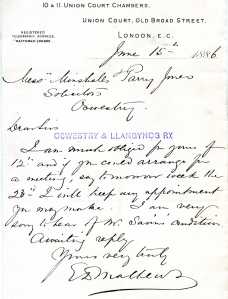 10 & 11 UNION COURT CHAMBERS,
UNION COURT, OLD BROAD STREET,
LONDON, E.C.
June 15th 1886
Messrs Minshalls & Parry Jones
Solicitors
Oswestry
Dear Sirs
OSWESTRY & LLANGYNOG RY
I am much obliged for yours of
12th and if you could arrange for
a meeting, say tomorrow week the
23rd I will keep any appointment
you may make. I am very
sorry to hear of Mr. Savin's condition
Awaiting reply
Yours very truly
E D Mathews